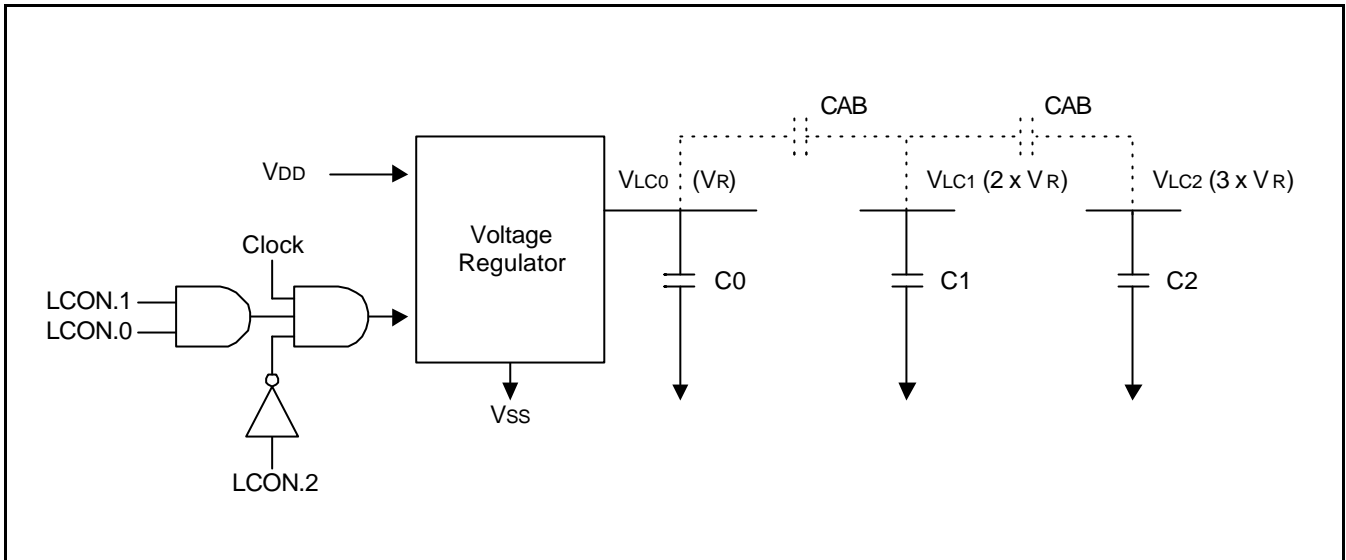 CAB
CAB
VDD
VLC0 (VR)
VLC1 (2 x VR)
VLC2 (3 x VR)
Voltage
Regulator
Clock
C0
C1
C2
LCON.1
LCON.0
VSS
LCON.2